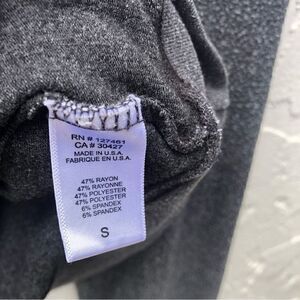 RN # 127461
CA # 30427
MADE IN U.S.A.
FABRIQUE EN U.S.A.
47% RAYON
47% RAYONNE
47% POLYESTER
47% POLYESTER
6% SPANDEX
6% SPANDEX
S